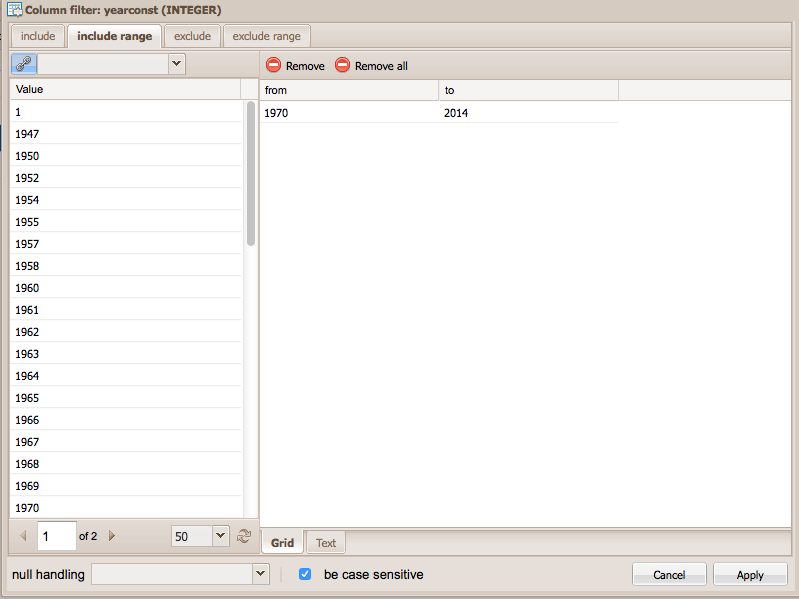 Column filter: yearconst (INTEGER)
include include range exclude exclude range
Remove Remove all
Value
from to
1970 2014
1
1947
1950
1952
1954
1955
1957
1958
1960
1961
1962
1963
1964
1965
1966
1967
1968
1969
1970
1 of 2 50
Grid Text
null handling be case sensitive Cancel Apply